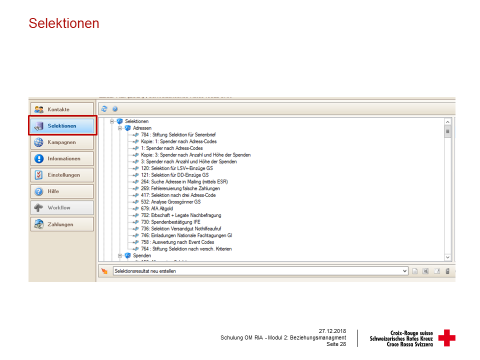 Selektionen
Kontakte
Selektionen
Kampagnen
Informationen
Einstellungen
Hilfe
Workflow
Zahlungen
Selektionen
Adressen
784 : Stiftung Selektion für Serienbrief
Kopie: 1: Spender nach Adress-Codes
1: Spender nach Adress-Codes
Kopie: 3: Spender nach Anzahl und Höhe der Spenden
3: Spender nach Anzahl und Höhe der Spenden
120: Selektion für LSV+-Einzüge GS
121: Selektion für DD-Einzüge GS
264: Suche Adresse in Mailing (mittels ESR)
268: Fehlersteuerung falsche Zahlungen
417: Selektion nach drei Adress-Code
532: Analyse Grossgönner GS
679: AIA Altgold
702: Erbschaft + Legate Nachbefragung
730: Spendenbestätigung IFE
736: Selektion Versandgut Nothilfeaufruf
746: Einladungen Nationale Fachtagungen GI
758 : Auswertung nach Event Codes
764 : Stiftung Selektion nach versch. Kriterien
Spenden
Selektionsresultat neu erstellen
27.12.2018
Schulung OM RIA - Modul 2: Beziehungsmanagment
Seite 28
Croix-Rouge suisse
Schweizerisches Rotes Kreuz
Croce Rossa Svizzera